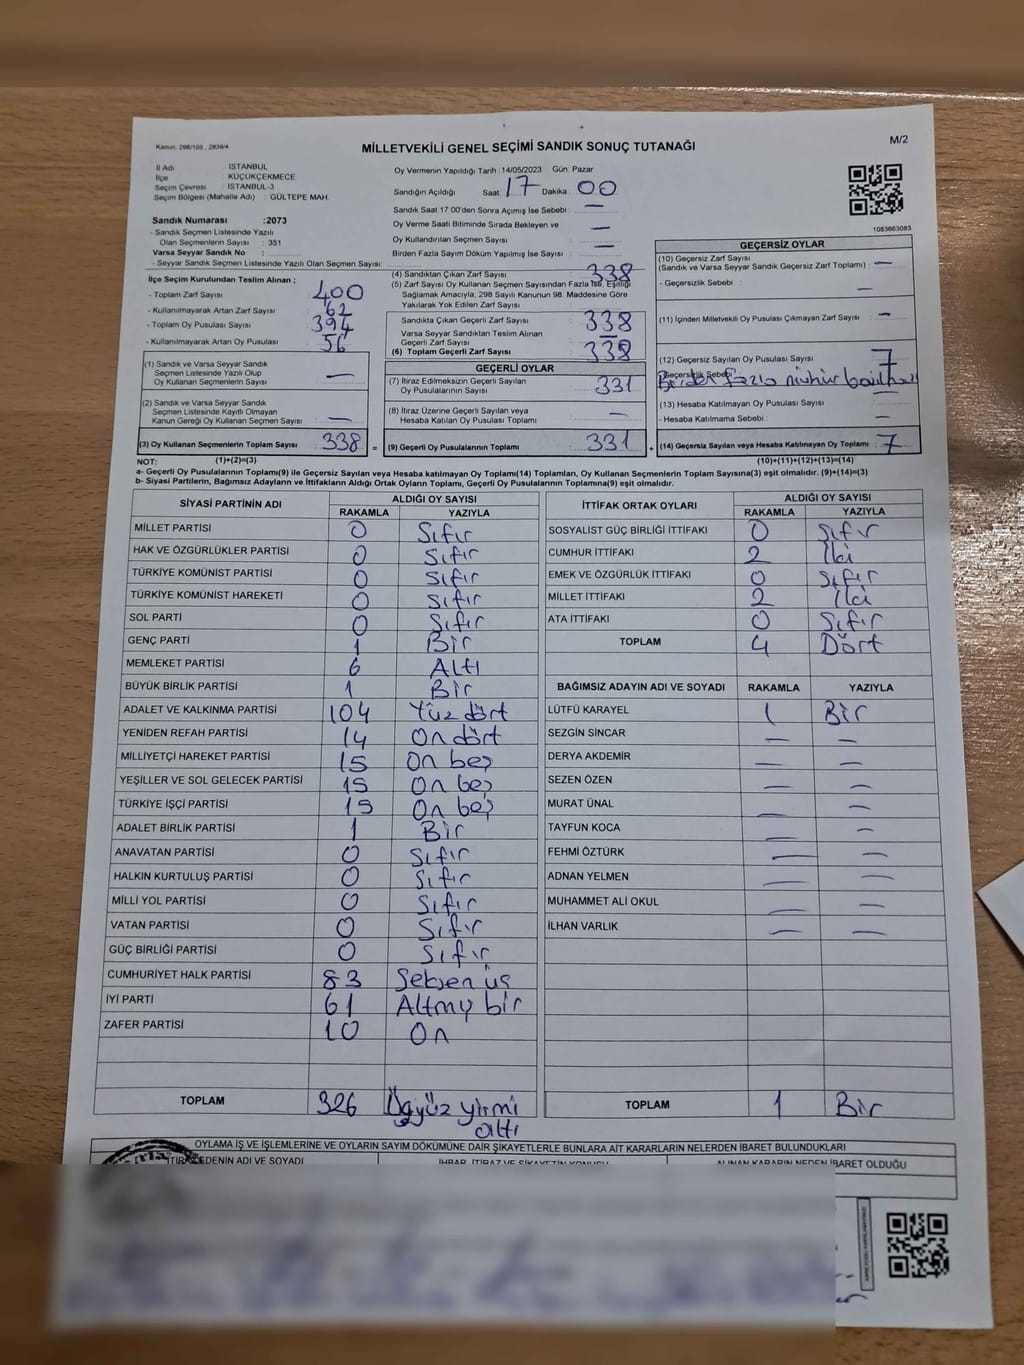 Kanun, 298/105 , 2839/4
MİLLETVEKİLİ GENEL SEÇİMİ SANDIK SONUÇ TUTANAĞI
M/2
İl Adı İSTANBUL
İlçe KÜÇÜKÇEKMECE
Seçim Çevresi : İSTANBUL-3
Seçim Bölgesi (Mahalle Adı) : GÜLTEPE MAH.
Oy Vermenin Yapıldığı Tarih :14/05/2023 Gün: Pazar
Sandığın Açıldığı Saat: 17 Dakika : 00
Sandık Saat 17:00'den Sonra Açımış İse Sebebi : —
Oy Verme Saati Bitiminde Sırada Bekleyen ve
Oy Kullandırılan Seçmen Sayısı —
Birden Fazla Sayım Döküm Yapılmış İse Sayısı : —
1083663083
Sandık Numarası :2073
- Sandık Seçmen Listesinde Yazılı
Olan Seçmenlerin Sayısı : 351
Varsa Seyyar Sandık No :
- Seyyar Sandık Seçmen Listesinde Yazılı Olan Seçmen Sayısı:
İlçe Seçim Kurulundan Teslim Alınan ;
- Toplam Zarf Sayısı : 400
- Kullanılmayarak Artan Zarf Sayısı : 62
- Toplam Oy Pusulası Sayısı : 394
- Kullanılmayarak Artan Oy Pusulası : 56
(1) Sandık ve Varsa Seyyar Sandık
Seçmen Listesinde Yazılı Olup
Oy Kullanan Seçmenlerin Sayısı : —
(2) Sandık ve Varsa Seyyar Sandık
Seçmen Listesinde Kayıtlı Olmayan
Kanun Gereği Oy Kullanan Seçmen Sayısı : —
(3) Oy Kullanan Seçmenlerin Toplam Sayısı : 338 =
(4) Sandıktan Çıkan Zarf Sayısı : 338
(5) Zarf Sayısı Oy Kullanan Seçmen Sayısından Fazla İse, Eşitliği
Sağlamak Amacıyla; 298 Sayılı Kanunun 98. Maddesine Göre
Yakılarak Yok Edilen Zarf Sayısı :
Sandıkta Çıkan Geçerli Zarf Sayısı : 338
Varsa Seyyar Sandıktan Teslim Alınan
Geçerli Zarf Sayısı :
(6) Toplam Geçerli Zarf Sayısı : 338
GEÇERLİ OYLAR
(7) İtiraz Edilmeksizin Geçerli Sayılan
Oy Pusulasının Sayısı : 331
(8) İtiraz Üzerine Geçerli Sayılan veya
Hesaba Katılan Oy Pusulası Toplamı : —
(9) Geçerli Oy Pusulalarının Toplamı : 331 +
GEÇERSİZ OYLAR
(10) Geçersiz Zarf Sayısı
(Sandık ve Varsa Seyyar Sandık Geçersiz Zarf Toplamı) : —
- Geçersizlik Sebebi : —
(11) İçinden Milletvekili Oy Pusulası Çıkmayan Zarf Sayısı : —
(12) Geçersiz Sayılan Oy Pusulası Sayısı : 7
- Geçersizlik Sebebi : Birden fazla mühür
(13) Hesaba Katılmayan Oy Pusulası Sayısı : —
- Hesaba Katılmama Sebebi : —
(14) Geçersiz Sayılan veya Hesaba Katılmayan Oy Toplamı : 7
NOT: (1)+(2)=(3) (10)+(11)+(12)+(13)=(14)
a- Geçerli Oy Pusulalarının Toplamı(9) ile Geçersiz Sayılan veya Hesaba katılmayan Oy Toplamı(14) Toplamları, Oy Kullanan Seçmenlerin Toplam Sayısına(3) eşit olmalıdır. (9)+(14)=(3)
b- Siyasi Partilerin, Bağımsız Adayların ve İttifakların Aldığı Ortak Oyların Toplamı, Geçerli Oy Pusulalarının Toplamına(9) eşit olmalıdır.
SİYASİ PARTİNİN ADI ALDIĞI OY SAYISI
RAKAMLA YAZIYLA
MİLLET PARTİSİ 0 Sıfır
HAK VE ÖZGÜRLÜKLER PARTİSİ 0 Sıfır
TÜRKİYE KOMÜNİST PARTİSİ 0 Sıfır
TÜRKİYE KOMÜNİST HAREKETİ 0 Sıfır
SOL PARTİ 0 Sıfır
GENÇ PARTİ 1 Bir
MEMLEKET PARTİSİ 6 Altı
BÜYÜK BİRLİK PARTİSİ 1 Bir
ADALET VE KALKINMA PARTİSİ 104 Yüz dört
YENİDEN REFAH PARTİSİ 14 On dört
MİLLİYETÇİ HAREKET PARTİSİ 15 On beş
YEŞİLLER VE SOL GELECEK PARTİSİ 15 On beş
TÜRKİYE İŞÇİ PARTİSİ 15 On beş
ADALET BİRLİK PARTİSİ 1 Bir
ANAVATAN PARTİSİ 0 Sıfır
HALKIN KURTULUŞ PARTİSİ 0 Sıfır
MİLLİ YOL PARTİSİ 0 Sıfır
VATAN PARTİSİ 0 Sıfır
GÜÇ BİRLİĞİ PARTİSİ 0 Sıfır
CUMHURİYET HALK PARTİSİ 83 Seksen üç
İYİ PARTİ 61 Altmış bir
ZAFER PARTİSİ 10 On
TOPLAM 326 Üçyüz yirmi
altı
İTTİFAK ORTAK OYLARI ALDIĞI OY SAYISI
RAKAMLA YAZIYLA
SOSYALİST GÜÇ BİRLİĞİ İTTİFAKI 0 Sıfır
CUMHUR İTTİFAKI 2 İki
EMEK VE ÖZGÜRLÜK İTTİFAKI 0 Sıfır
MİLLET İTTİFAKI 2 İki
ATA İTTİFAKI 0 Sıfır
TOPLAM 4 Dört
BAĞIMSIZ ADAYIN ADI VE SOYADI RAKAMLA YAZIYLA
LÜTFÜ KARAYEL 1 Bir
SEZGİN SİNCAR — —
DERYA AKDEMİR — —
SEZEN ÖZEN — —
MURAT ÜNAL — —
TAYFUN KOCA — —
FEHMİ ÖZTÜRK — —
ADNAN YELMEN — —
MUHAMMET ALİ OKUL — —
İLHAN VARLIK — —
TOPLAM 1 Bir
OYLAMA İŞ VE İŞLEMLERİNE VE OYLARIN SAYIM DÖKÜMÜNE DAİR ŞİKAYETLERLE BUNLARA AİT KARARLARIN NELERDEN İBARET BULUNDUKLARI
İTİRAZ EDENİN ADI VE SOYADI İHBAR, İTİRAZ VE ŞİKAYETİN KONUSU ALINAN KARARIN NEDEN İBARET OLDUĞU